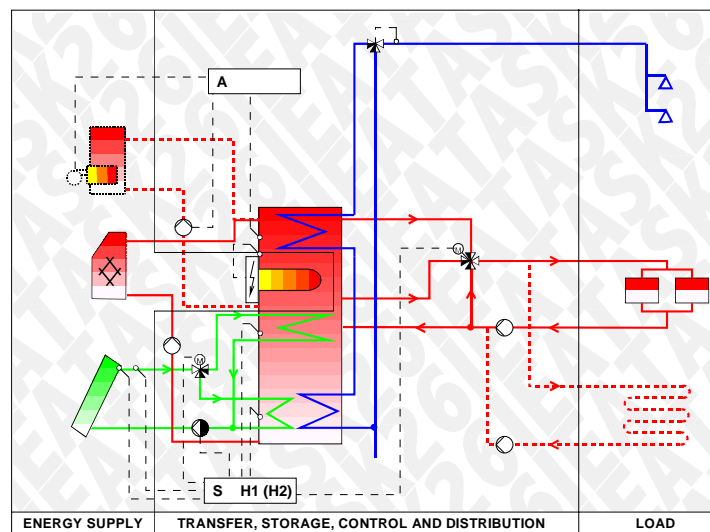 A
M
M
S H1 (H2)
ENERGY SUPPLY TRANSFER, STORAGE, CONTROL AND DISTRIBUTION LOAD